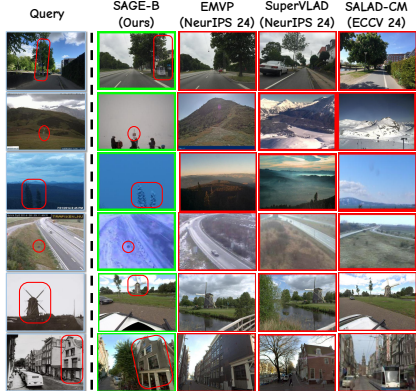 Query SAGE-B EMVP SuperVLAD SALAD-CM
(Ours) (NeurIPS 24) (NeurIPS 24) (ECCV 24)